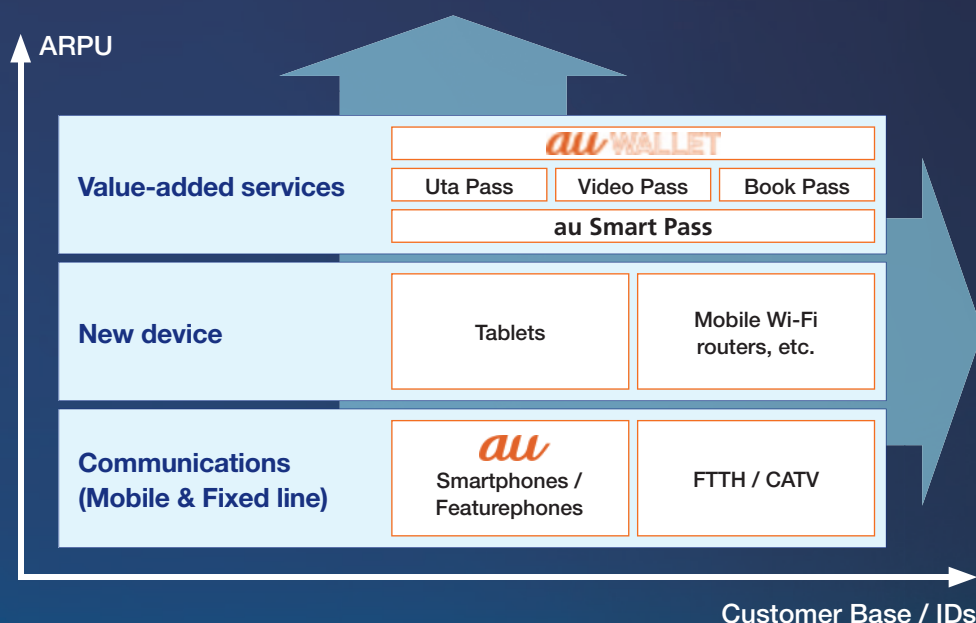 ARPU
Value-added services
au WALLET
Uta Pass
Video Pass
Book Pass
au Smart Pass
New device
Tablets
Mobile Wi-Fi
routers, etc.
Communications
(Mobile & Fixed line)
au
Smartphones /
Featurephones
FTTH / CATV
Customer Base / IDs